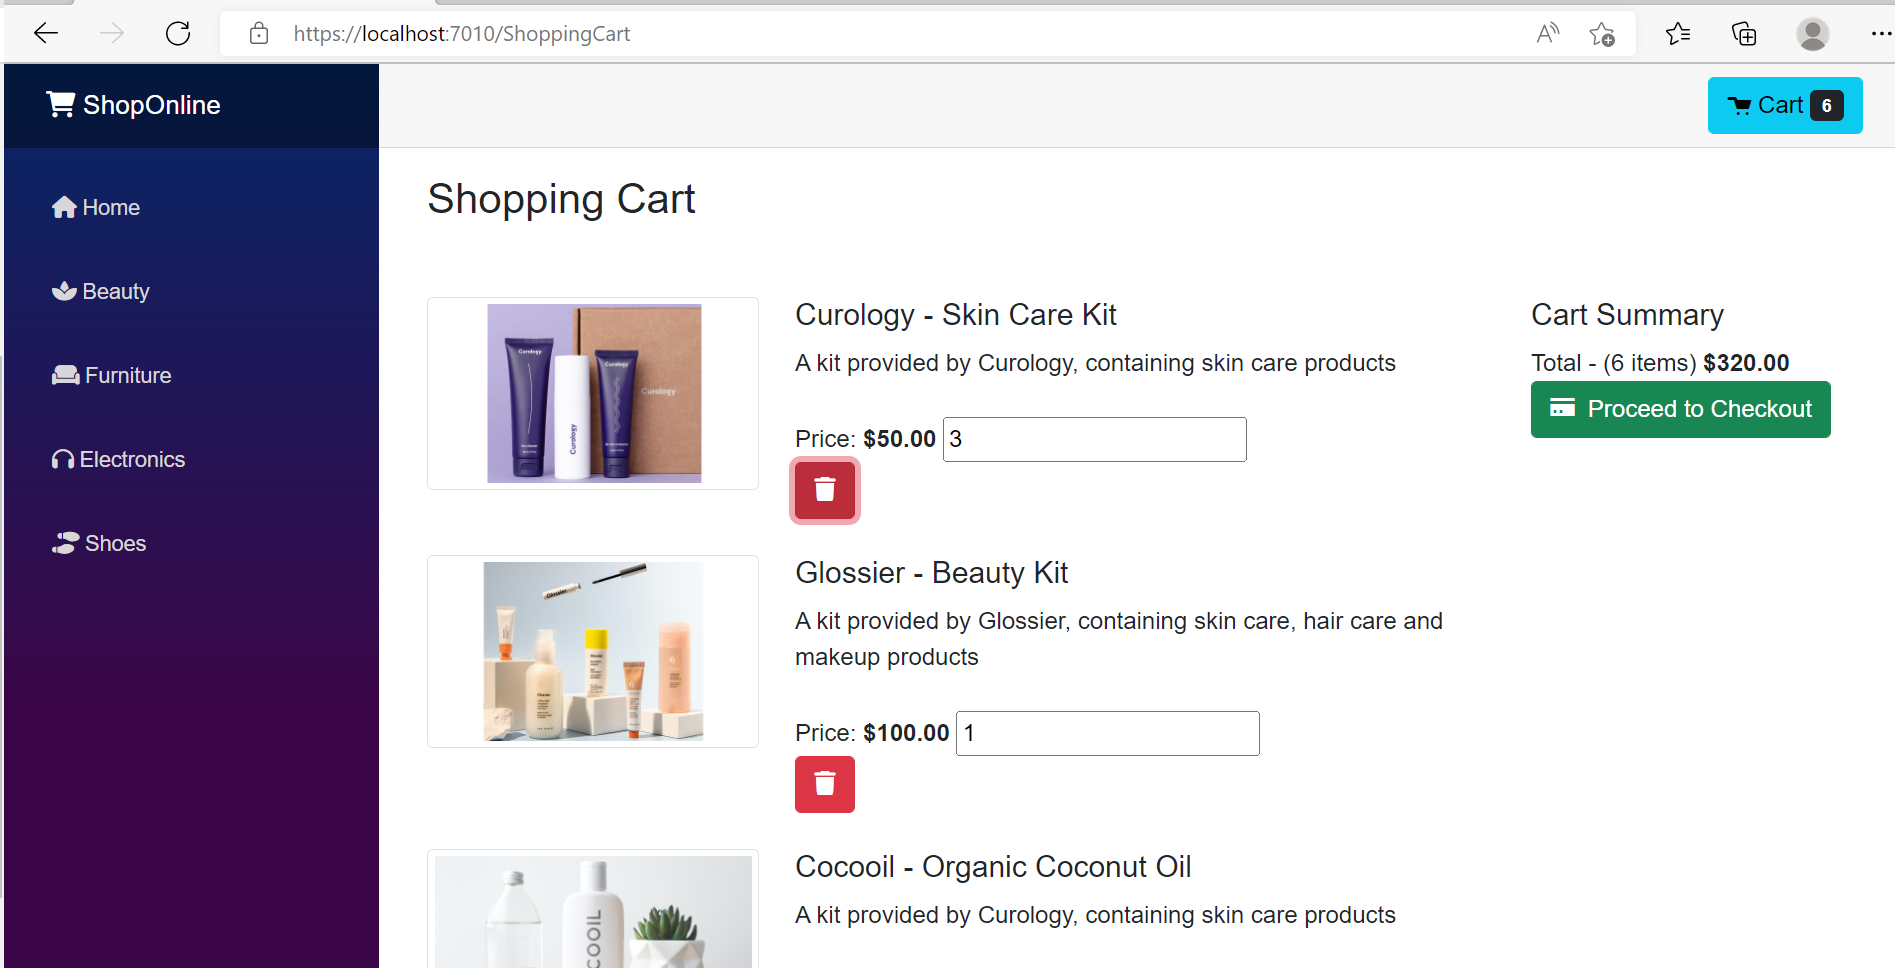 https://localhost:7010/ShoppingCart
ShopOnline
Cart 6
Home
Beauty
Furniture
Electronics
Shoes
Shopping Cart
Curology
Curology
Curology
Curology
Curology - Skin Care Kit
A kit provided by Curology, containing skin care products
Price: $50.00 3
Cart Summary
Total - (6 items) $320.00
Proceed to Checkout
Glossier
Glossier - Beauty Kit
A kit provided by Glossier, containing skin care, hair care and
makeup products
Price: $100.00 1
COOIL
Cocooil - Organic Coconut Oil
A kit provided by Curology, containing skin care products